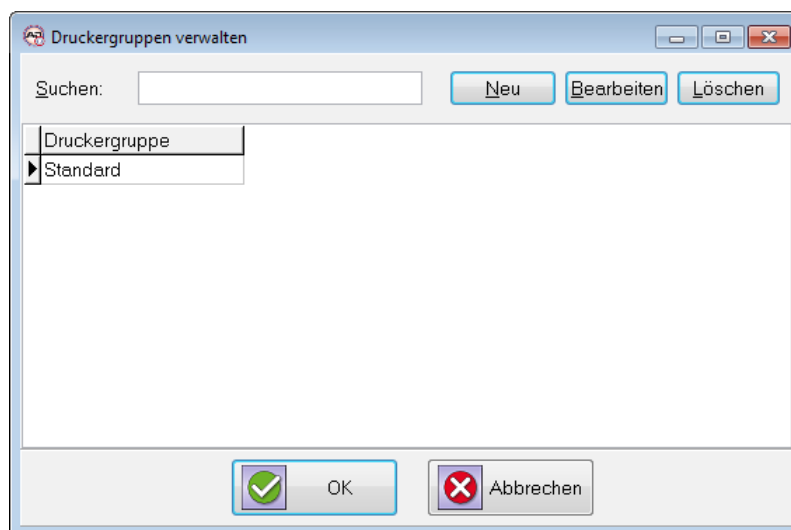 Druckergruppen verwalten
Suchen: Neu Bearbeiten Löschen
Druckergruppe
Standard
OK Abbrechen